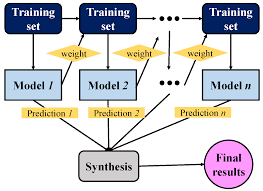 Training set
Training set
Training set
weight
weight
weight
Model 1
Model 2
Model n
Prediction 1
Prediction 2
Prediction n
Synthesis
Final results